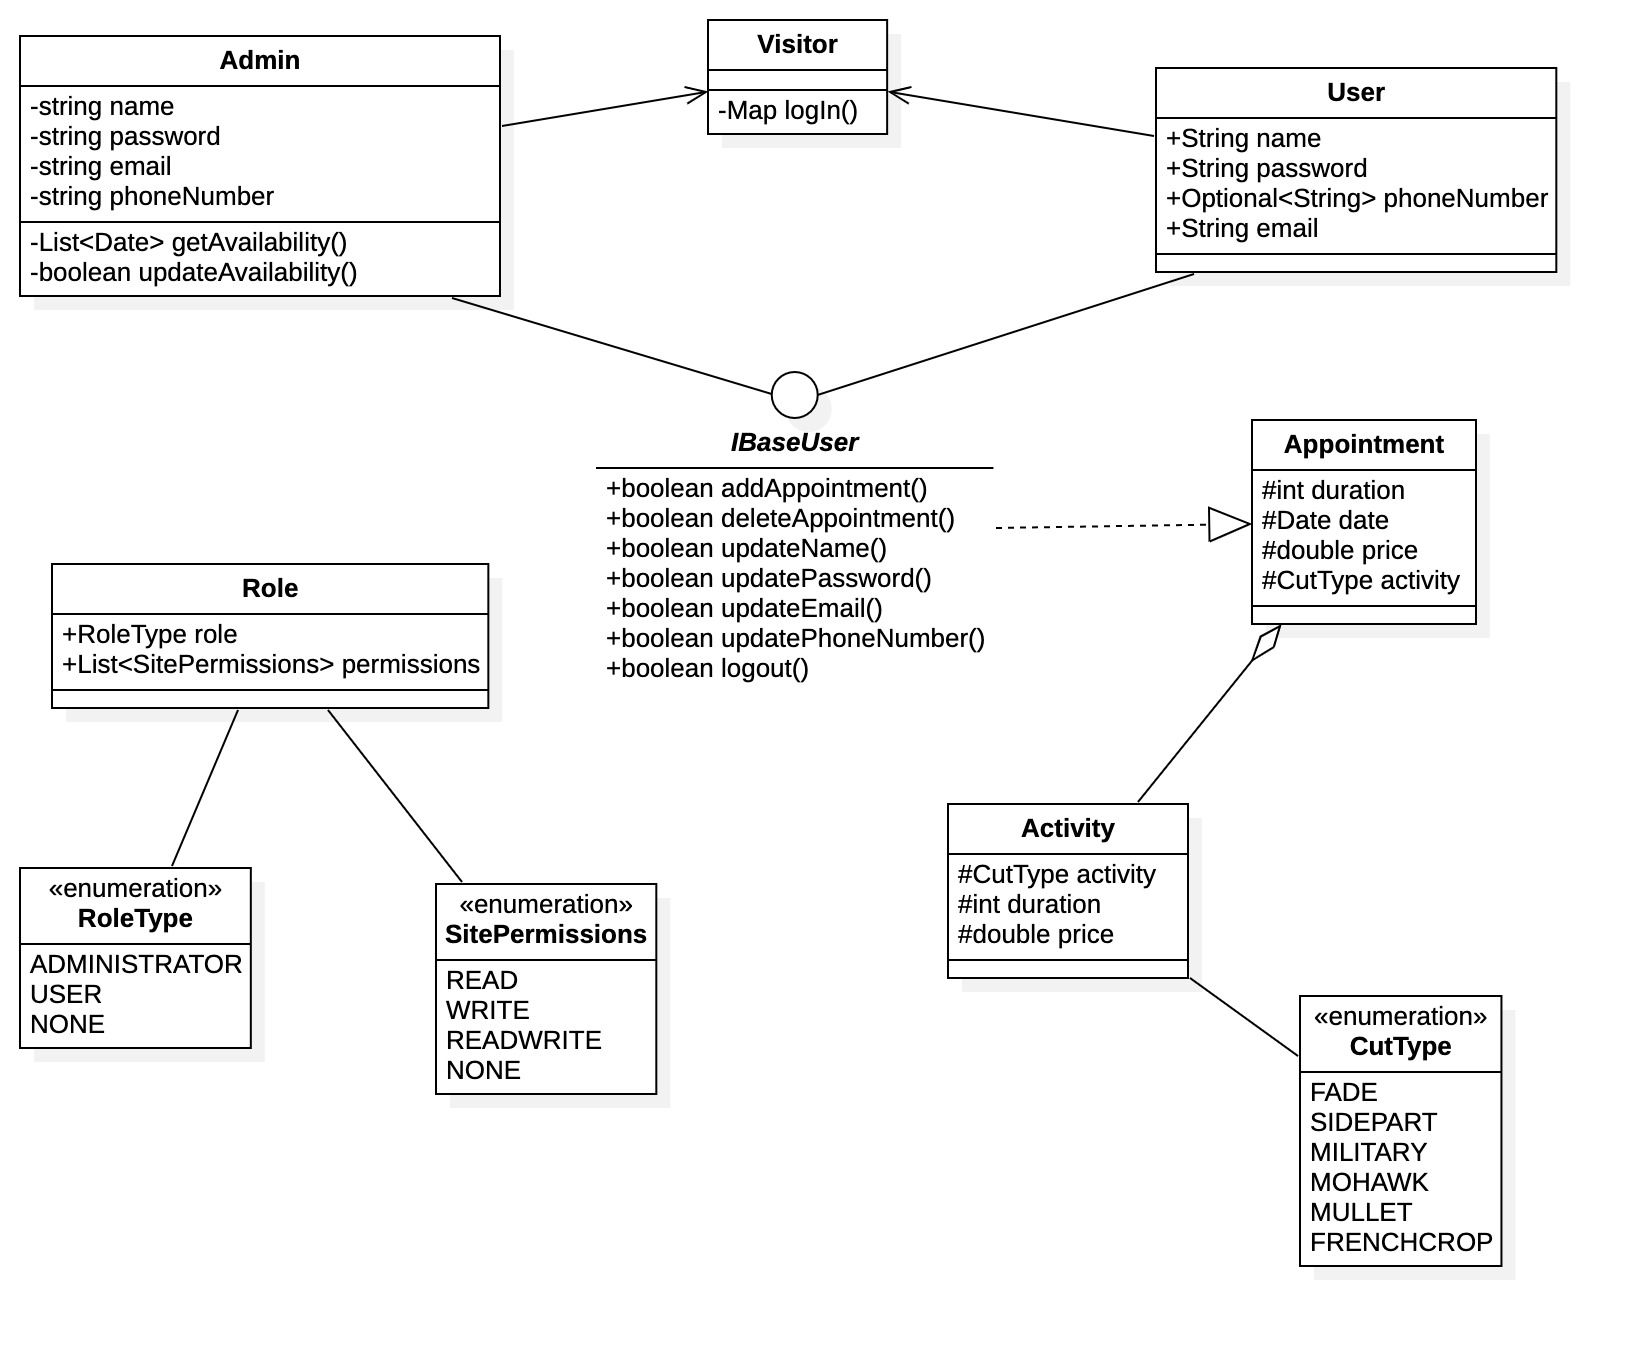 Admin
-string name
-string password
-string email
-string phoneNumber
-List<Date> getAvailability()
-boolean updateAvailability()
Visitor
-Map logIn()
User
+String name
+String password
+Optional<String> phoneNumber
+String email
IBaseUser
+boolean addAppointment()
+boolean deleteAppointment()
+boolean updateName()
+boolean updatePassword()
+boolean updateEmail()
+boolean updatePhoneNumber()
+boolean logout()
Appointment
#int duration
#Date date
#double price
#CutType activity
Role
+RoleType role
+List<SitePermissions> permissions
«enumeration»
RoleType
ADMINISTRATOR
USER
NONE
«enumeration»
SitePermissions
READ
WRITE
READWRITE
NONE
Activity
#CutType activity
#int duration
#double price
«enumeration»
CutType
FADE
SIDEPART
MILITARY
MOHAWK
MULLET
FRENCHCROP